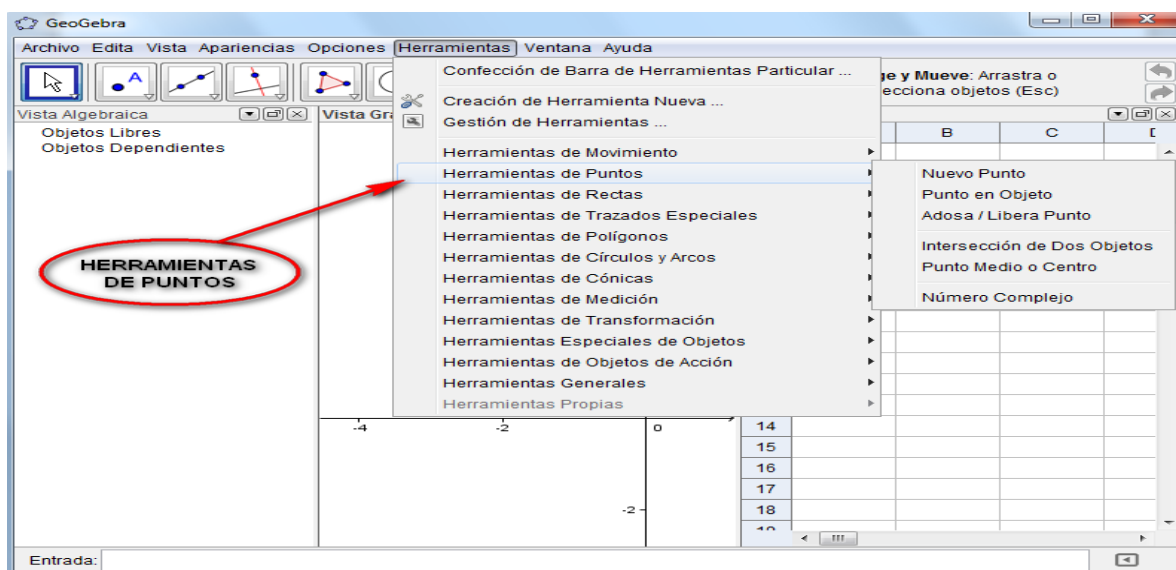 GeoGebra
Archivo Edita Vista Apariencias Opciones Herramientas Ventana Ayuda
Confección de Barra de Herramientas Particular ...
Creación de Herramienta Nueva ...
Gestión de Herramientas ...
Herramientas de Movimiento
Herramientas de Puntos
Herramientas de Rectas
Herramientas de Trazados Especiales
Herramientas de Polígonos
Herramientas de Círculos y Arcos
Herramientas de Cónicas
Herramientas de Medición
Herramientas de Transformación
Herramientas Especiales de Objetos
Herramientas de Objetos de Acción
Herramientas Generales
Herramientas Propias
Nuevo Punto
Punto en Objeto
Adosa / Libera Punto
Intersección de Dos Objetos
Punto Medio o Centro
Número Complejo
A
ge y Mueve: Arrastra o
ecciona objetos (Esc)
Vista Algebraica
Vista Gr
Objetos Libres
Objetos Dependientes
HERRAMIENTAS
DE PUNTOS
B C
-4 -2 0
-2
14
15
16
17
18
Entrada: